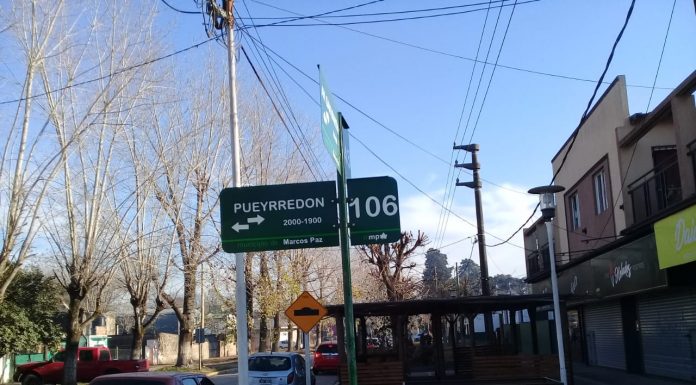 PUEYRREDON
2000-1900
municipio de Marcos Paz
106
mp